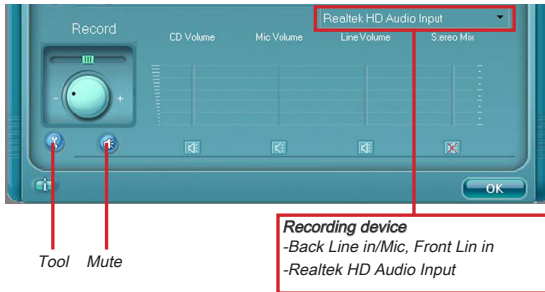 Realtek HD Audio Input
Record
CD Volume
Mic Volume
Line Volume
Stereo Mix
- +
OK
Tool
Mute
Recording device
-Back Line in/Mic, Front Lin in
-Realtek HD Audio Input